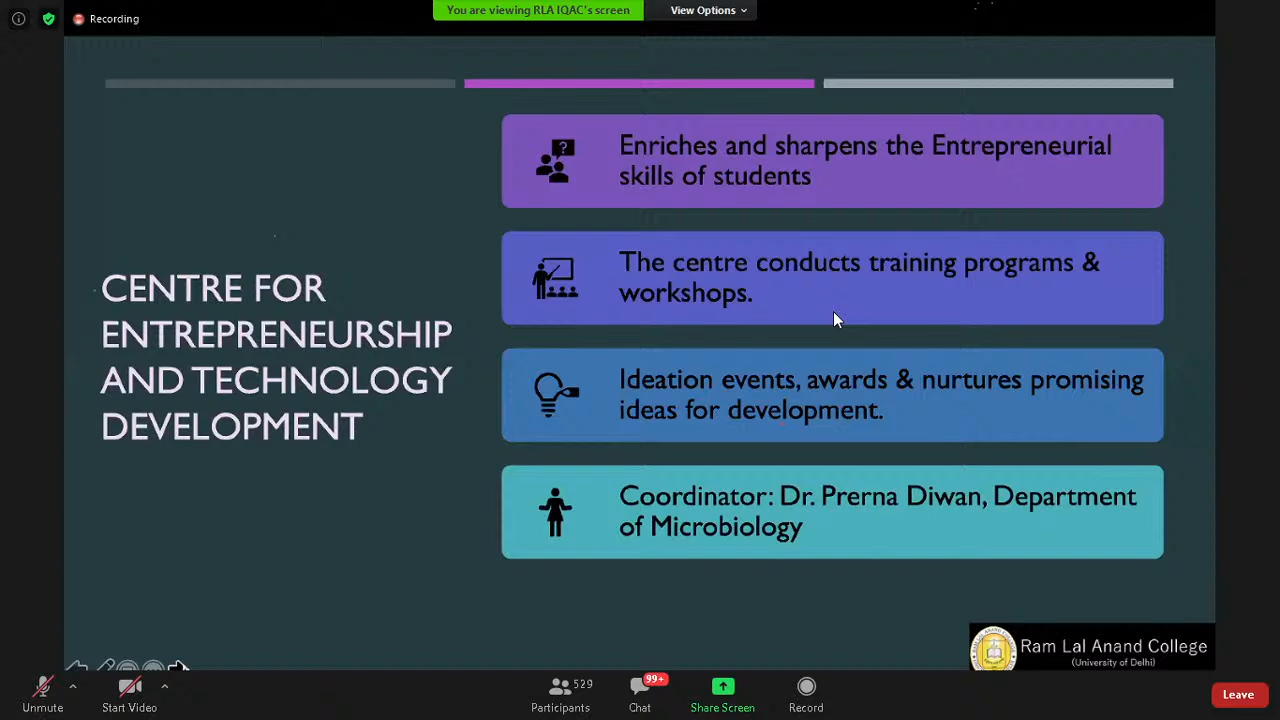 Recording
You are viewing RLA IQAC's screen
View Options
CENTRE FOR
ENTREPRENEURSHIP
AND TECHNOLOGY
DEVELOPMENT
?
Enriches and sharpens the Entrepreneurial
skills of students
The centre conducts training programs &
workshops.
Ideation events, awards & nurtures promising
ideas for development.
Coordinator: Dr. Prerna Diwan, Department
of Microbiology
Ram Lal Anand College
(University of Delhi)
Unmute
Start Video
529
Participants
99+
Chat
Share Screen
Record
Leave